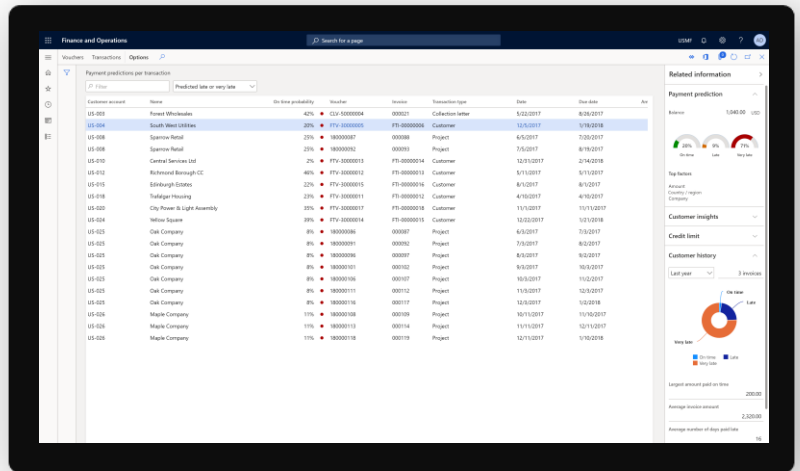 Finance and Operations
Search for a page
USMF
Vouchers Transactions Options
Related information
Payment predictions per transaction
Filter
Predicted late or very late
Customer account Name On time probability Voucher Invoice Transaction type Date Due date Am
US-003 Forest Wholesales 42% CLV-50000004 000021 Collection letter 5/22/2017 8/26/2017
US-004 South West Utilities 20% FTV-30000005 FTI-00000006 Customer 12/5/2017 1/19/2018
US-008 Sparrow Retail 25% 180000087 000088 Project 6/5/2017 7/20/2017
US-008 Sparrow Retail 25% 180000092 000093 Project 7/5/2017 8/19/2017
US-010 Central Services Ltd 2% FTV-30000013 FTI-00000014 Customer 12/31/2017 2/14/2018
US-012 Richmond Borough CC 46% FTV-30000012 FTI-00000013 Customer 5/11/2017 5/11/2017
US-015 Edinburgh Estates 22% FTV-30000015 FTI-00000016 Customer 8/1/2017 8/1/2017
US-018 Trafalgar Housing 23% FTV-30000011 FTI-00000012 Customer 4/10/2017 4/10/2017
US-020 City Power & Light Assembly 35% FTV-30000017 FTI-00000018 Customer 11/1/2017 11/11/2017
US-024 Yellow Square 39% FTV-30000014 FTI-00000015 Customer 12/22/2017 1/21/2018
US-025 Oak Company 8% 180000086 000087 Project 6/3/2017 7/3/2017
US-025 Oak Company 8% 180000091 000092 Project 7/3/2017 8/2/2017
US-025 Oak Company 8% 180000096 000097 Project 8/3/2017 9/2/2017
US-025 Oak Company 8% 180000101 000102 Project 9/3/2017 10/3/2017
US-025 Oak Company 8% 180000106 000107 Project 10/3/2017 11/2/2017
US-025 Oak Company 8% 180000111 000112 Project 11/3/2017 12/3/2017
US-025 Oak Company 8% 180000116 000117 Project 12/3/2017 1/2/2018
US-026 Maple Company 11% 180000108 000109 Project 10/11/2017 11/10/2017
US-026 Maple Company 11% 180000113 000114 Project 11/11/2017 12/11/2017
US-026 Maple Company 11% 180000118 000119 Project 12/11/2017 1/10/2018
Payment prediction
Balance 1,040.00 USD
20% 9% 71%
On time Late Very late
Top factors
Amount
Country / region
Company
Customer insights
Credit limit
Customer history
Last year 3 invoices
On time
Late
Very late
On time Late
Very late
Largest amount paid on time
200.00
Average invoice amount
2,320.00
Average number of days paid late
16